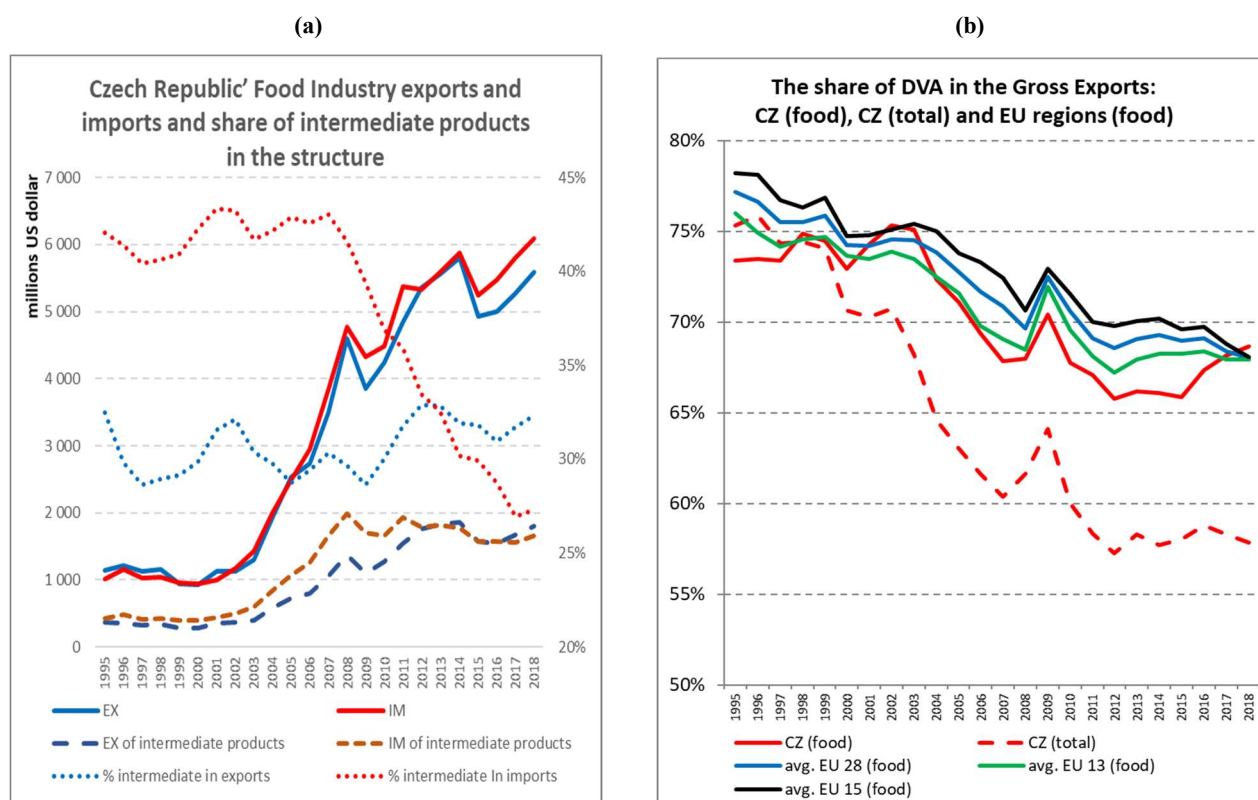 (a)
Czech Republic’ Food Industry exports and
imports and share of intermediate products
in the structure
millions US dollar
7 000
6 000
5 000
4 000
3 000
2 000
1 000
0
45%
40%
35%
30%
25%
20%
1995 1996 1997 1998 1999 2000 2001 2002 2003 2004 2005 2006 2007 2008 2009 2010 2011 2012 2013 2014 2015 2016 2017 2018
EX IM
EX of intermediate products IM of intermediate products
% intermediate in exports % intermediate In imports
(b)
The share of DVA in the Gross Exports:
CZ (food), CZ (total) and EU regions (food)
80%
75%
70%
65%
60%
55%
50%
1995 1996 1997 1998 1999 2000 2001 2002 2003 2004 2005 2006 2007 2008 2009 2010 2011 2012 2013 2014 2015 2016 2017 2018
CZ (food) CZ (total)
avg. EU 28 (food) avg. EU 13 (food)
avg. EU 15 (food)